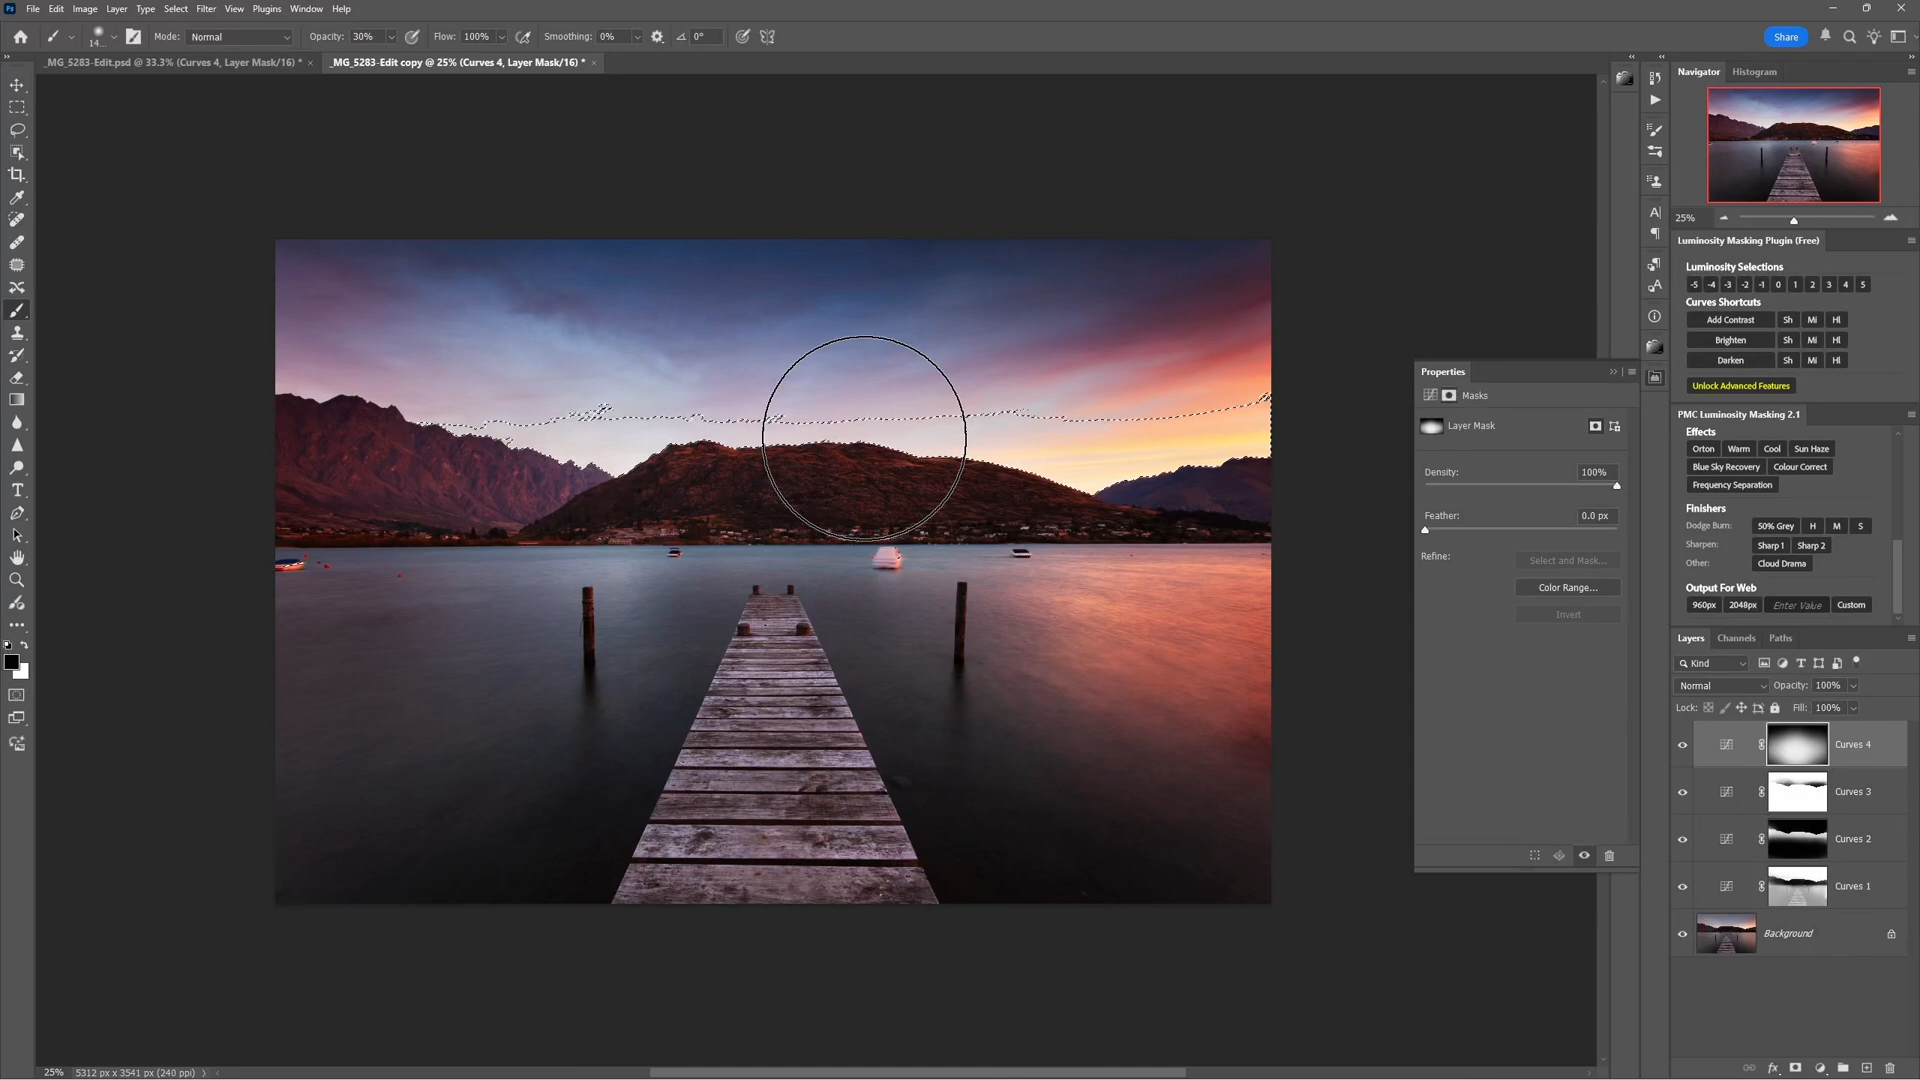 Ps File Edit Image Layer Type Select Filter View Plugins Window Help
14... Mode: Normal Opacity: 30% Flow: 100% Smoothing: 0% 0° Share
_MG_5283-Edit.psd @ 33.3% (Curves 4, Layer Mask/16) * × _MG_5283-Edit copy @ 25% (Curves 4, Layer Mask/16) * ×
Navigator Histogram
25%
Luminosity Masking Plugin (Free)
Luminosity Selections
-5 -4 -3 -2 -1 0 1 2 3 4 5
Curves Shortcuts
Add Contrast Sh Mi Hl
Brighten Sh Mi Hl
Darken Sh Mi Hl
Unlock Advanced Features
PMC Luminosity Masking 2.1
Effects
Orton Warm Cool Sun Haze
Blue Sky Recovery Colour Correct
Frequency Separation
Finishers
Dodge Burn: 50% Grey H M S
Sharpen: Sharp 1 Sharp 2
Other: Cloud Drama
Output For Web
960px 2048px Enter Value Custom
Properties
Masks
Layer Mask
Density: 100%
Feather: 0.0 px
Refine: Select and Mask...
Color Range...
Invert
Layers Channels Paths
Kind
Normal Opacity: 100%
Lock: Fill: 100%
Curves 4
Curves 3
Curves 2
Curves 1
Background
25% 5312 px x 3541 px (240 ppi)